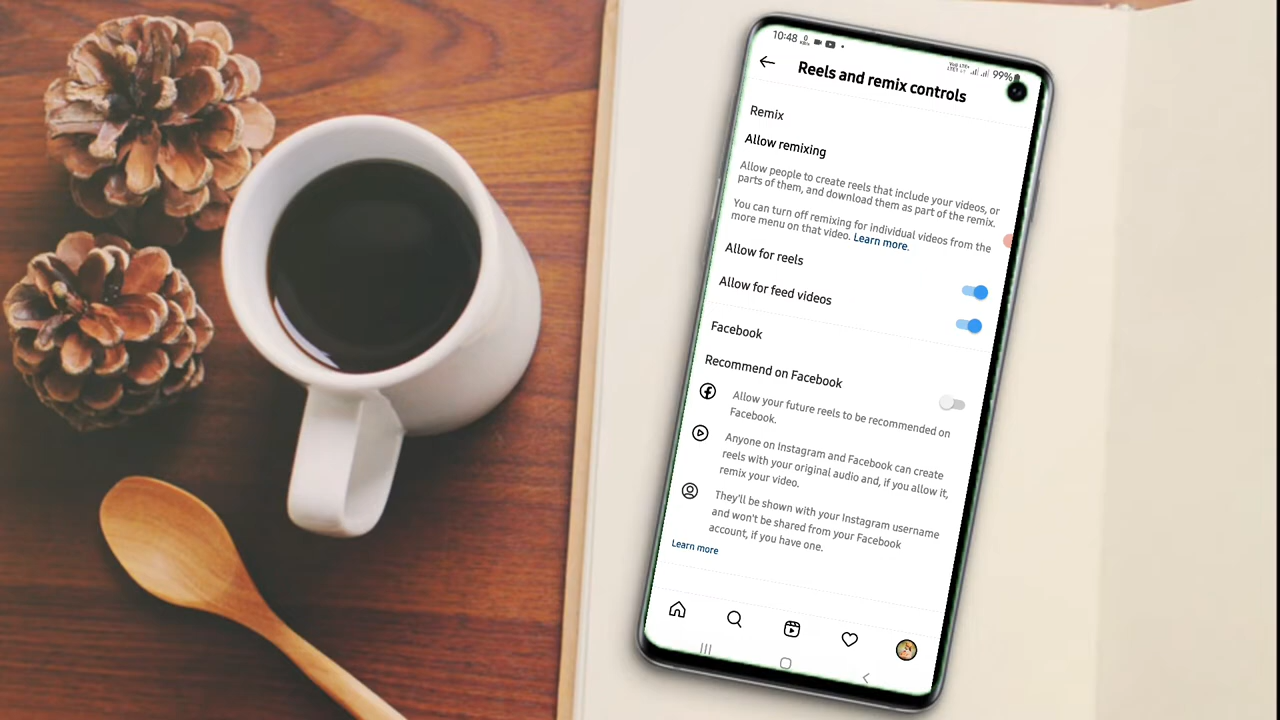 10:48 0 KB/s 99%
Reels and remix controls
Remix
Allow remixing
Allow people to create reels that include your videos, or
parts of them, and download them as part of the remix.
You can turn off remixing for individual videos from the
more menu on that video. Learn more.
Allow for reels
Allow for feed videos
Facebook
Recommend on Facebook
Allow your future reels to be recommended on
Facebook.
Anyone on Instagram and Facebook can create
reels with your original audio and, if you allow it,
remix your video.
They'll be shown with your Instagram username
and won't be shared from your Facebook
account, if you have one.
Learn more